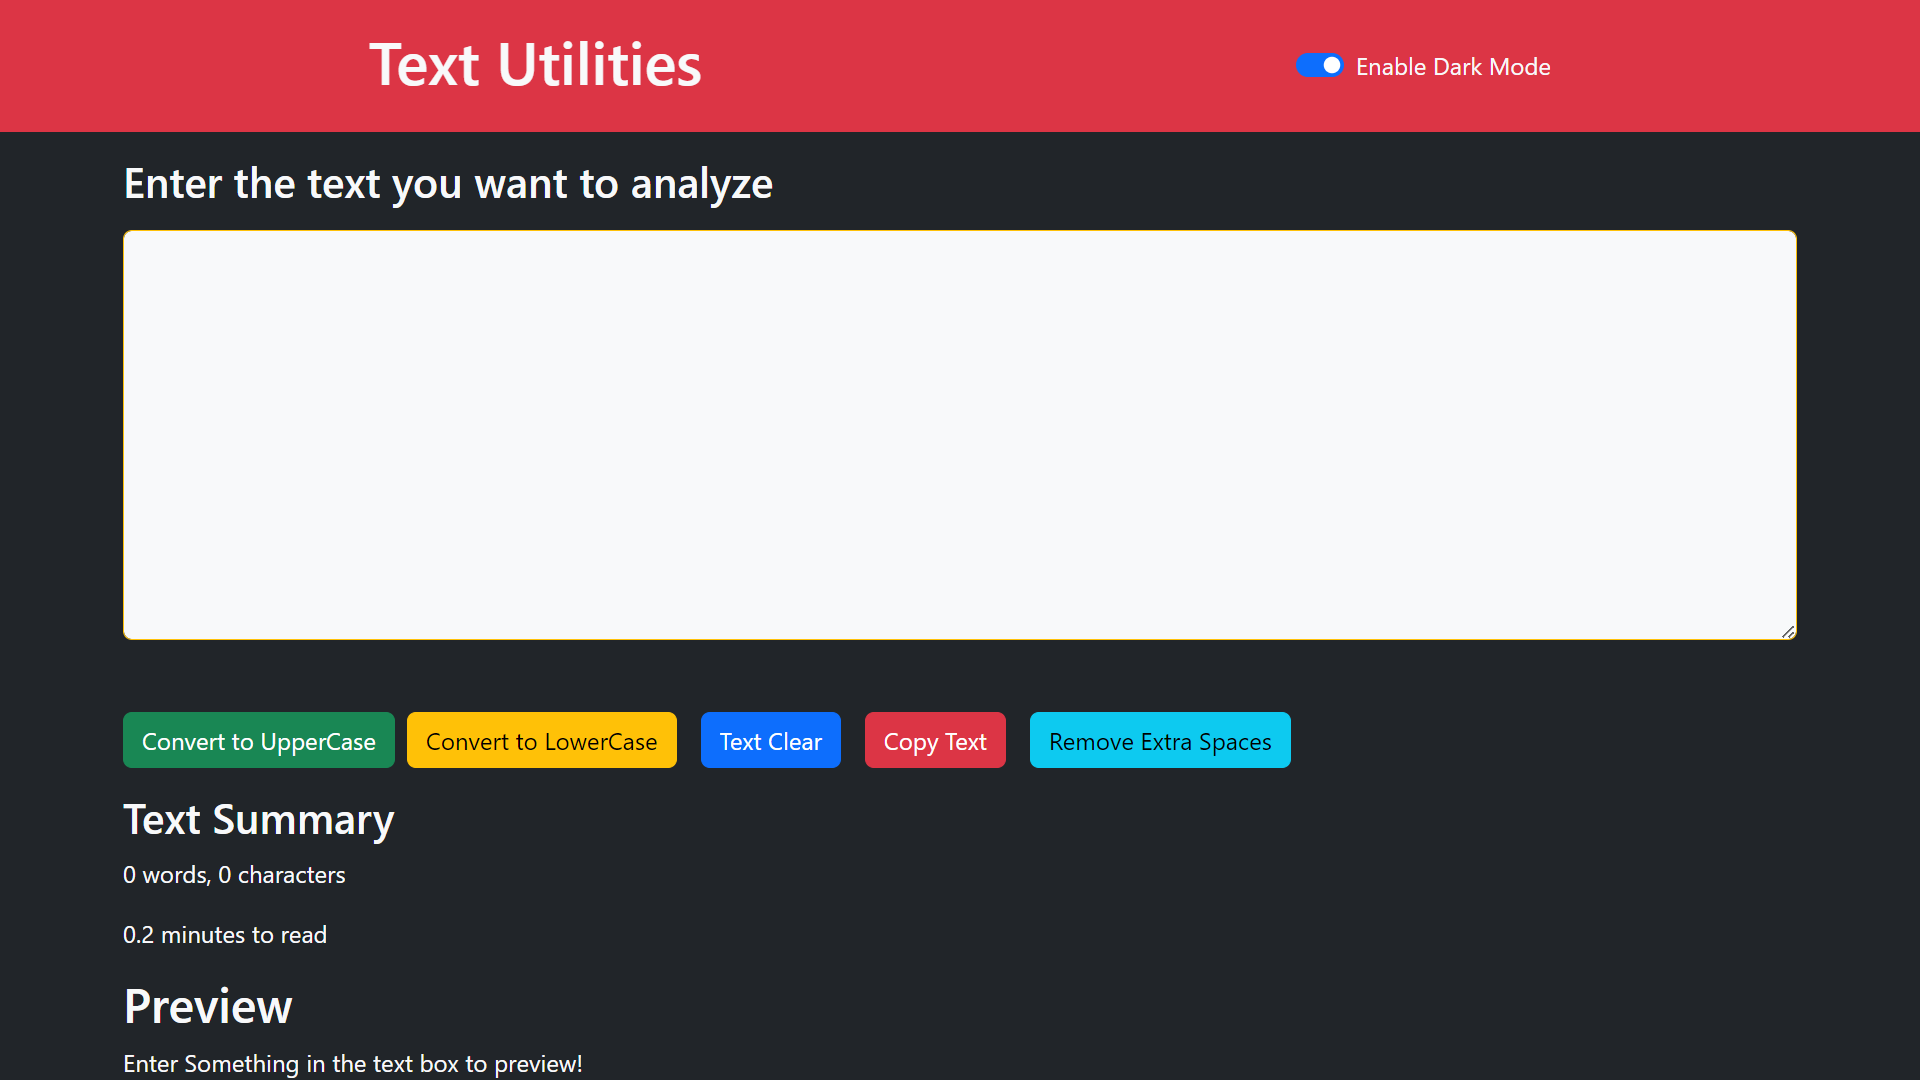 Text Utilities
Enable Dark Mode
Enter the text you want to analyze
Convert to UpperCase
Convert to LowerCase
Text Clear
Copy Text
Remove Extra Spaces
Text Summary
0 words, 0 characters
0.2 minutes to read
Preview
Enter Something in the text box to preview!